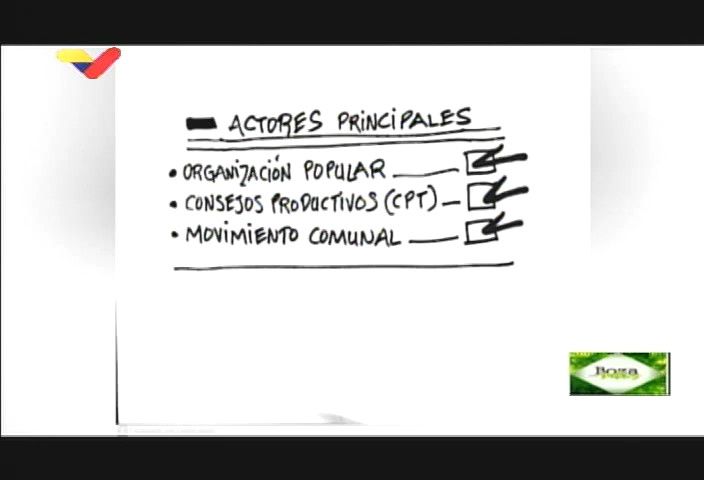 ACTORES PRINCIPALES
• ORGANIZACIÓN POPULAR
• CONSEJOS PRODUCTIVOS (CPT)
• MOVIMIENTO COMUNAL
Boza